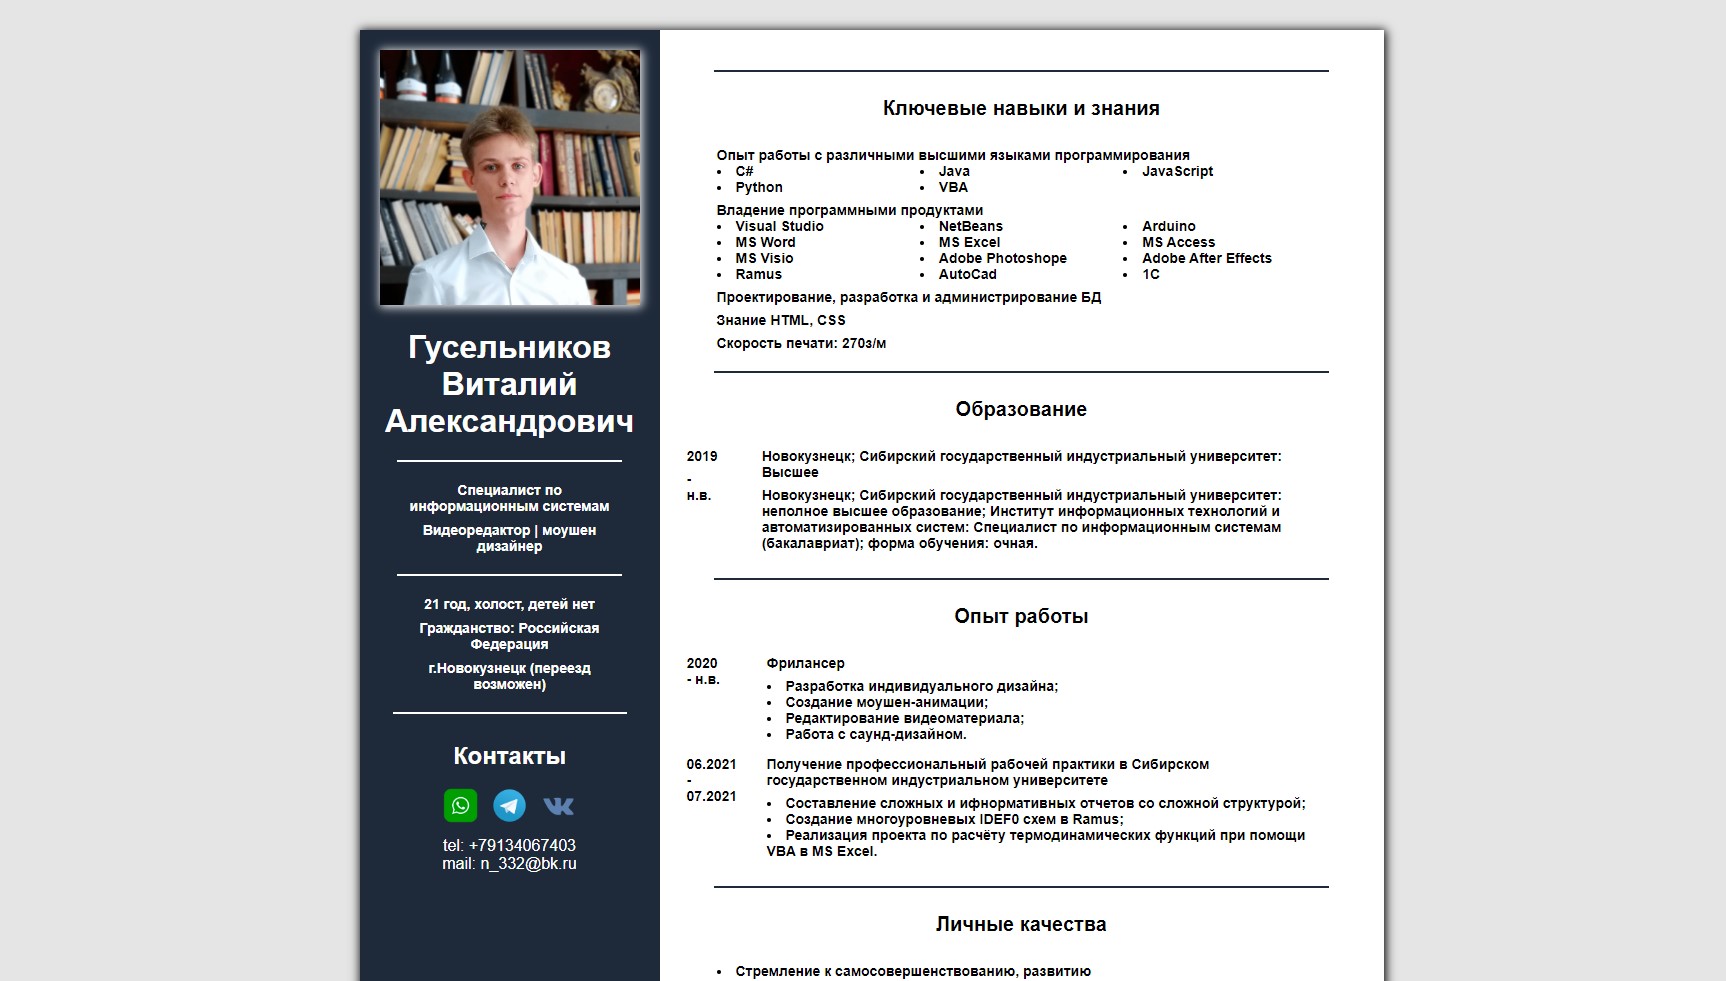 Гусельников
Виталий
Александрович
Специалист по
информационным системам
Видеоредактор | моушен
дизайнер
21 год, холост, детей нет
Гражданство: Российская
Федерация
г.Новокузнецк (переезд
возможен)
Контакты
tel: +79134067403
mail: n_332@bk.ru
Ключевые навыки и знания
Опыт работы с различными высшими языками программирования
• C# • Java • JavaScript
• Python • VBA
Владение программными продуктами
• Visual Studio • NetBeans • Arduino
• MS Word • MS Excel • MS Access
• MS Visio • Adobe Photoshope • Adobe After Effects
• Ramus • AutoCad • 1C
Проектирование, разработка и администрирование БД
Знание HTML, CSS
Скорость печати: 270з/м
Образование
2019
-
н.в.
Новокузнецк; Сибирский государственный индустриальный университет:
Высшее
Новокузнецк; Сибирский государственный индустриальный университет:
неполное высшее образование; Институт информационных технологий и
автоматизированных систем: Специалист по информационным системам
(бакалавриат); форма обучения: очная.
Опыт работы
2020
- н.в.
Фрилансер
• Разработка индивидуального дизайна;
• Создание моушен-анимации;
• Редактирование видеоматериала;
• Работа с саунд-дизайном.
06.2021
-
07.2021
Получение профессиональный рабочей практики в Сибирском
государственном индустриальном университете
• Составление сложных и ифнормативных отчетов со сложной структурой;
• Создание многоуровневых IDEF0 схем в Ramus;
• Реализация проекта по расчёту термодинамических функций при помощи
VBA в MS Excel.
Личные качества
• Стремление к самосовершенствованию, развитию